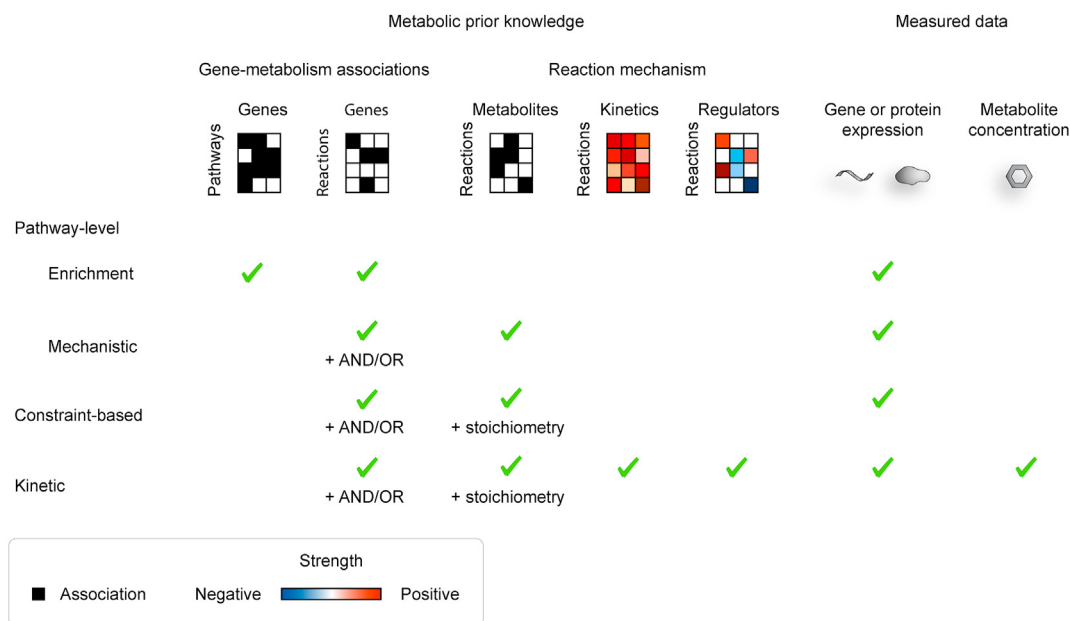 Metabolic prior knowledge
Measured data
Gene-metabolism associations
Reaction mechanism
Genes
Genes
Metabolites
Kinetics
Regulators
Gene or protein
expression
Metabolite
concentration
Pathways
Reactions
Reactions
Reactions
Reactions
Pathway-level
Enrichment
Mechanistic
+ AND/OR
Constraint-based
+ AND/OR
+ stoichiometry
Kinetic
+ AND/OR
+ stoichiometry
Strength
Association
Negative
Positive